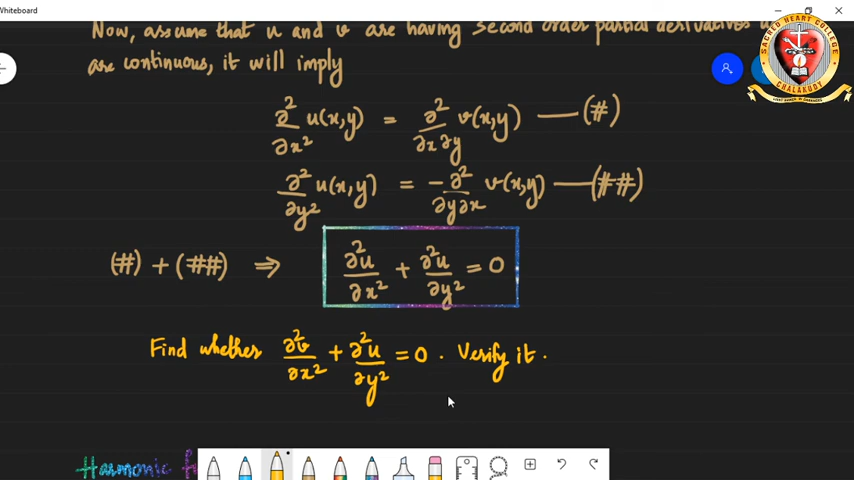 Whiteboard
Now, assume that u and v are having second order partial derivatives
are continuous, it will imply
∂²/∂x² u(x,y) = ∂²/∂x∂y v(x,y) — (#)
∂²/∂y² u(x,y) = -∂²/∂y∂x v(x,y) — (##)
(#) + (##) ⇒ ∂²u/∂x² + ∂²u/∂y² = 0
Find whether ∂²v/∂x² + ∂²u/∂y² = 0. Verify it.
Harmonic
SACRED HEART COLLEGE
CHALAKUDY